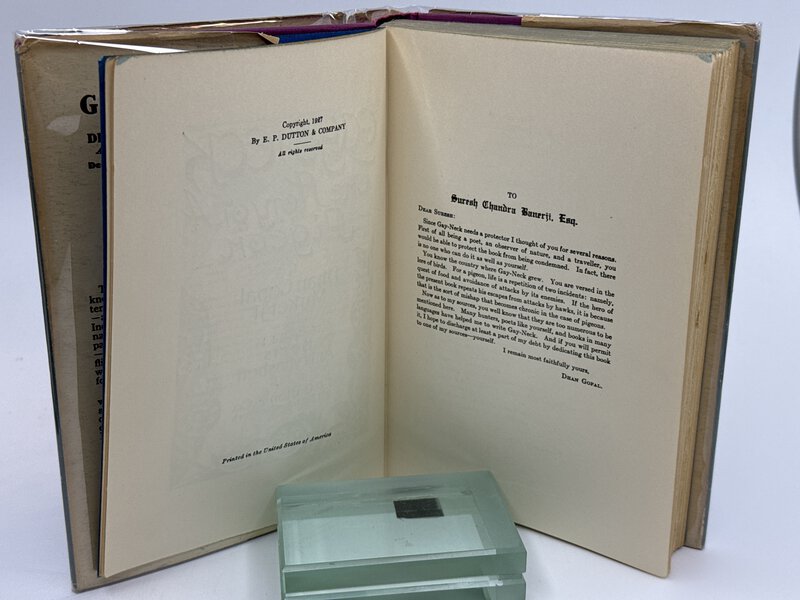 G
Copyright, 1927
By E. P. DUTTON & COMPANY
All rights reserved
Printed in the United States of America
TO
Suresh Chandra Banerji, Esq.
DEAR SURESH:
Since Gay-Neck needs a protector I thought of you for several reasons.
First of all being a poet, an observer of nature, and a traveller, you
would be able to protect the book from being condemned. In fact, there
is no one who can do it as well as yourself.
You know the country where Gay-Neck grew. You are versed in the
lore of birds. For a pigeon, life is a repetition of two incidents: namely,
quest of food and avoidance of attacks by its enemies. If the hero of
the present book repeats his escapes from attacks by hawks, it is because
that is the sort of mishap that becomes chronic in the case of pigeons.
Now as to my sources, you well know that they are too numerous to be
mentioned here. Many hunters, poets like yourself, and books in many
languages have helped me to write Gay-Neck. And if you will permit
it, I hope to discharge at least a part of my debt by dedicating this book
to one of my sources—yourself.
I remain most faithfully yours,
DHAN GOPAL.